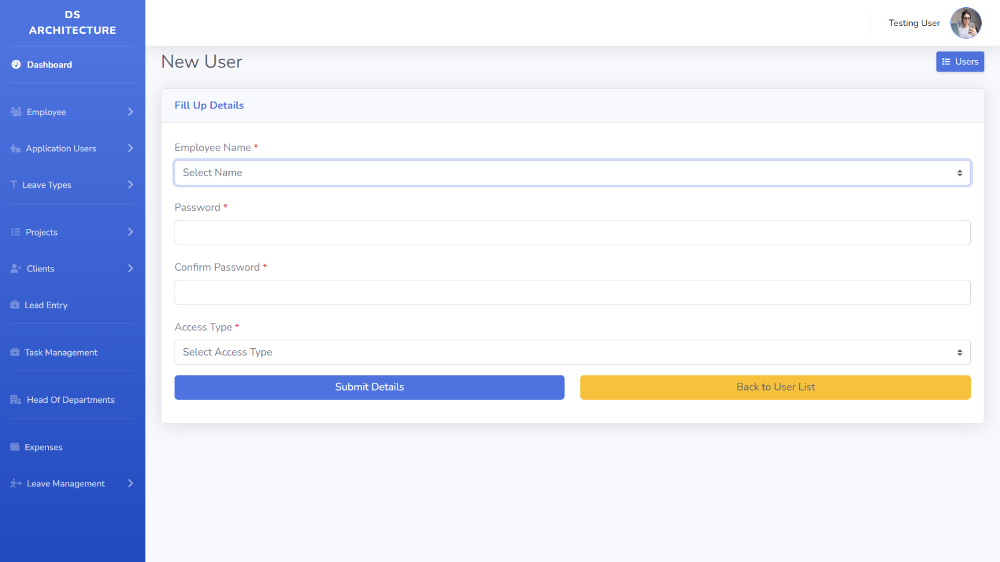 DS
ARCHITECTURE
Dashboard
Employee
Application Users
Leave Types
Projects
Clients
Lead Entry
Task Management
Head Of Departments
Expenses
Leave Management
Testing User
New User
Users
Fill Up Details
Employee Name *
Select Name
Password *
Confirm Password *
Access Type *
Select Access Type
Submit Details
Back to User List